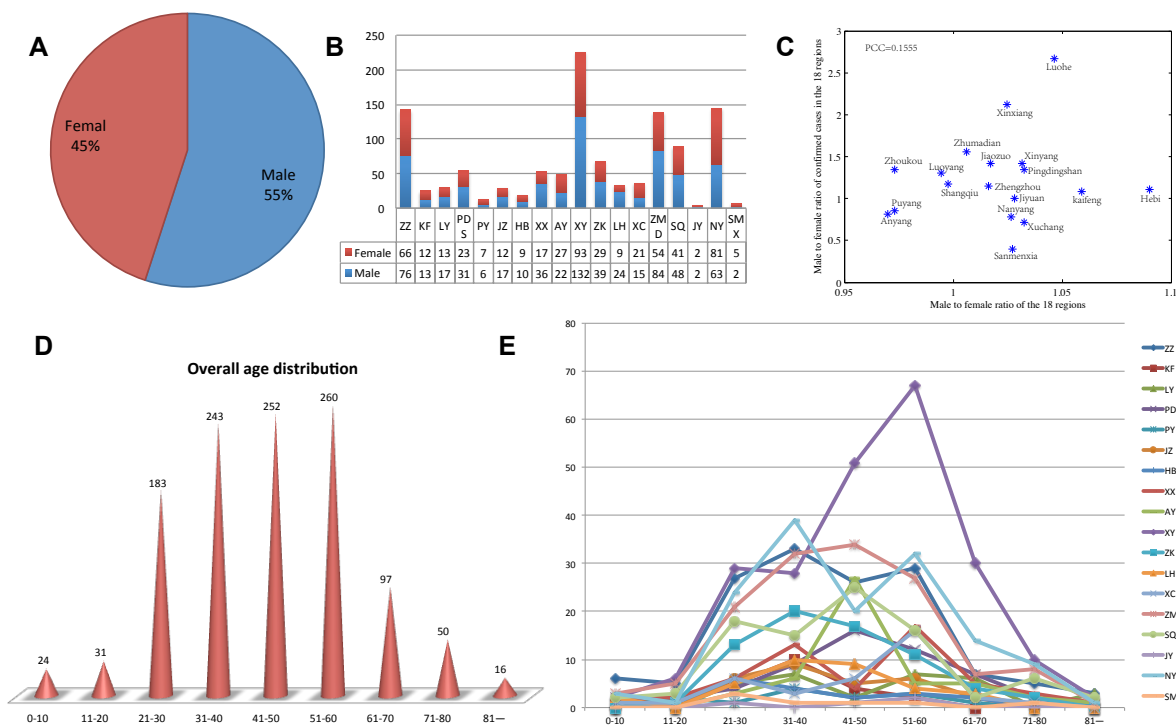 A
Femal
45%
Male
55%
B
250
200
150
100
50
0
ZZ KF LY PD S PY JZ HB XX AY XY ZK LH XC ZM D SQ JY NY SM X
Female 66 12 13 23 7 12 9 17 27 93 29 9 21 54 41 2 81 5
Male 76 13 17 31 6 17 10 36 22 132 39 24 15 84 48 2 63 2
C
Male to female ratio of confirmed cases in the 18 regions
3
2.5
2
1.5
1
0.5
0
PCC=0.1555
Luohe
Xinxiang
Zhumadian
Jiaozuo
Xinyang
Zhoukou
Luoyang
Pingdingshan
Shangqiu
Zhengzhou
Jiyuan
kaifeng
Hebi
Puyang
Anyang
Nanyang
Xuchang
Sanmenxia
0.95 1 1.05 1.1
Male to female ratio of the 18 regions
D
Overall age distribution
24 31 183 243 252 260 97 50 16
0-10 11-20 21-30 31-40 41-50 51-60 61-70 71-80 81—
E
80
70
60
50
40
30
20
10
0
0-10 11-20 21-30 31-40 41-50 51-60 61-70 71-80 81—
ZZ
KF
LY
PD
PY
JZ
HB
XX
AY
XY
ZK
LH
XC
ZM
SQ
JY
NY
SM